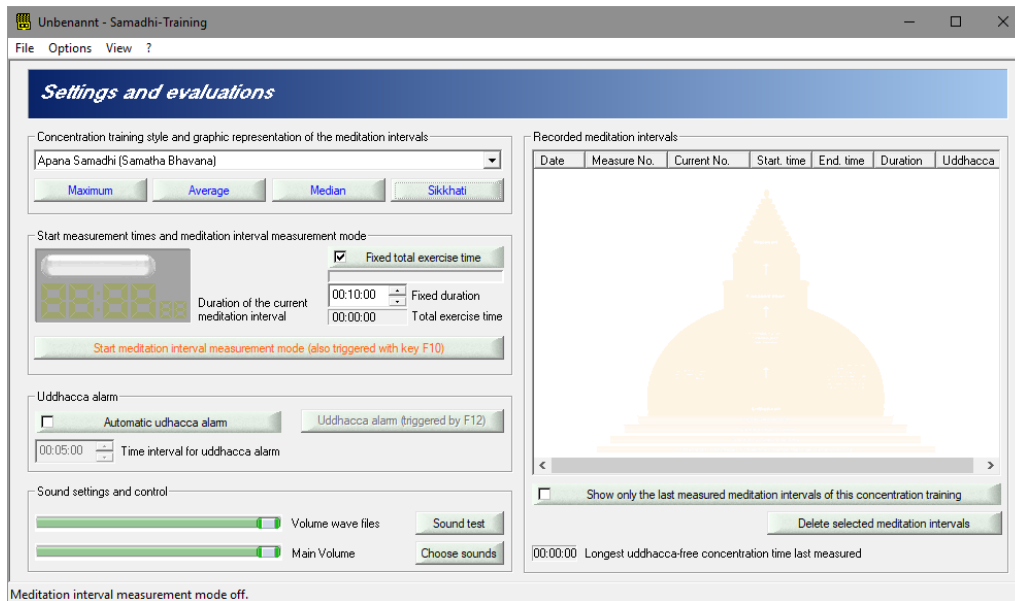 Unbenannt - Samadhi-Training
File Options View ?
Settings and evaluations
Concentration training style and graphic representation of the meditation intervals
Apana Samadhi (Samatha Bhavana)
Maximum Average Median Sikkhati
Start measurement times and meditation interval measurement mode
Fixed total exercise time
Duration of the current
meditation interval
00:10:00 Fixed duration
00:00:00 Total exercise time
Start meditation interval measurement mode (also triggered with key F10)
Uddhacca alarm
Automatic udhacca alarm Uddhacca alarm (triggered by F12)
00:05:00 Time interval for uddhacca alarm
Sound settings and control
Volume wave files Sound test
Main Volume Choose sounds
Recorded meditation intervals
Date Measure No. Current No. Start. time End. time Duration Uddhacca
Show only the last measured meditation intervals of this concentration training
Delete selected meditation intervals
00:00:00 Longest uddhacca-free concentration time last measured
Meditation interval measurement mode off.